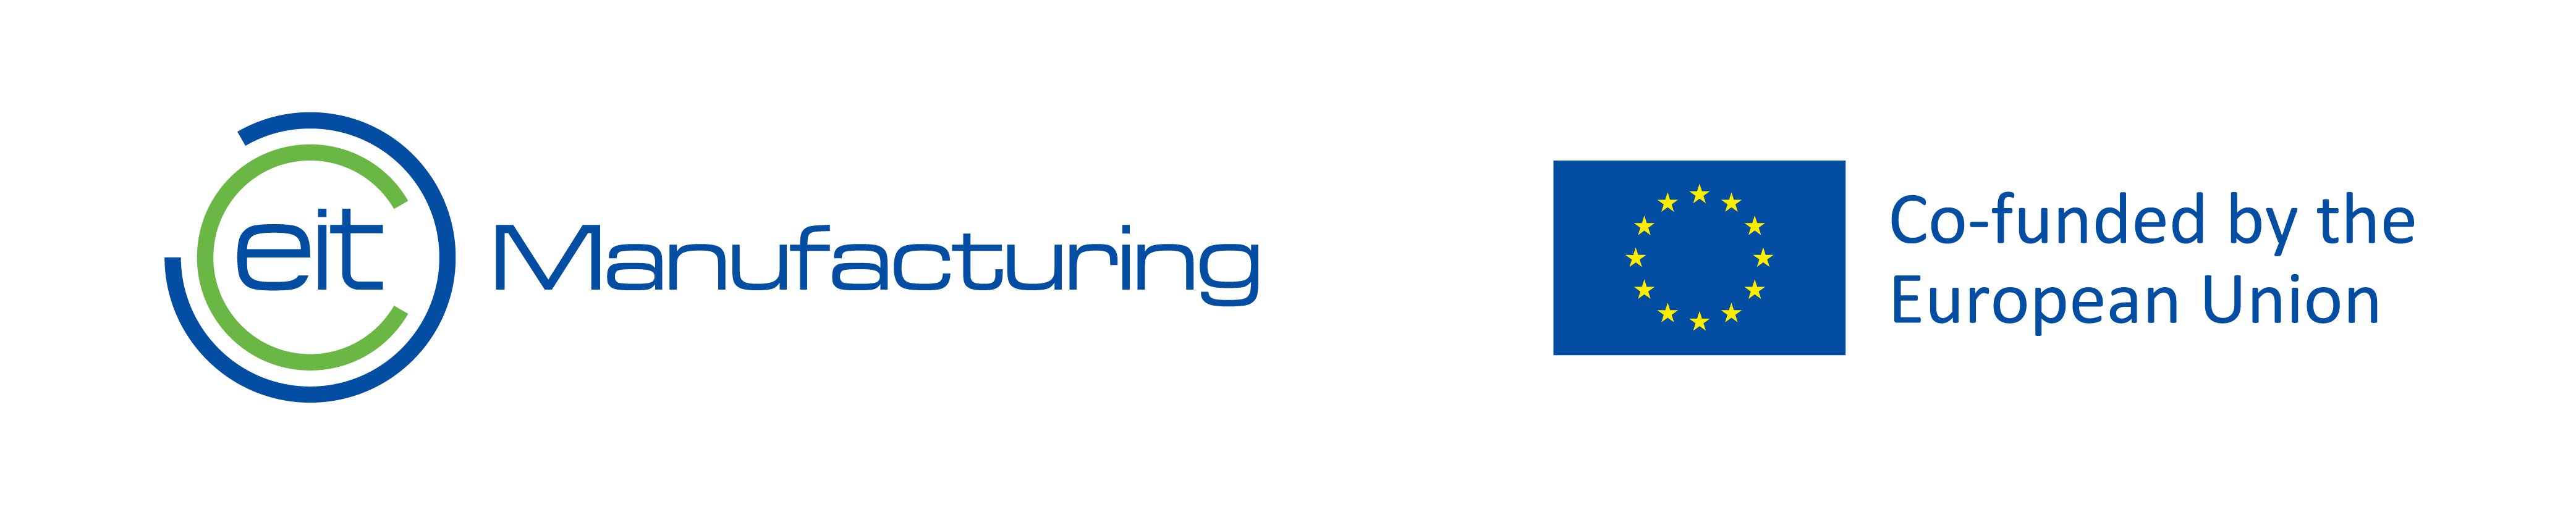 eit Manufacturing
Co-funded by the
European Union